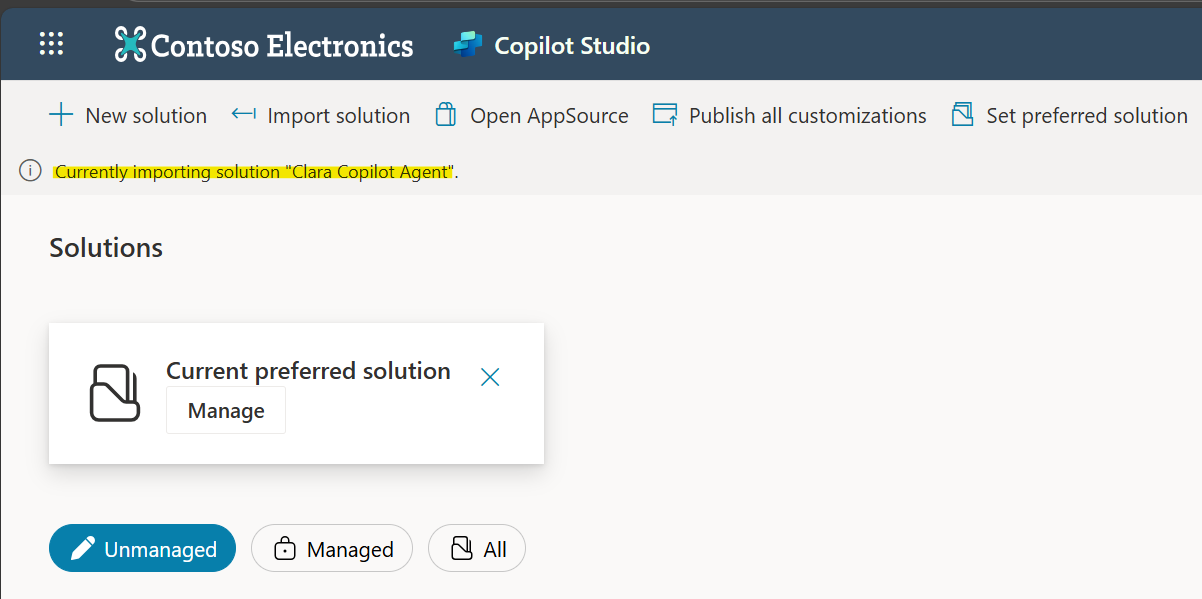 Contoso Electronics Copilot Studio
New solution Import solution Open AppSource Publish all customizations Set preferred solution
Currently importing solution "Clara Copilot Agent".
Solutions
Current preferred solution
Manage
Unmanaged Managed All